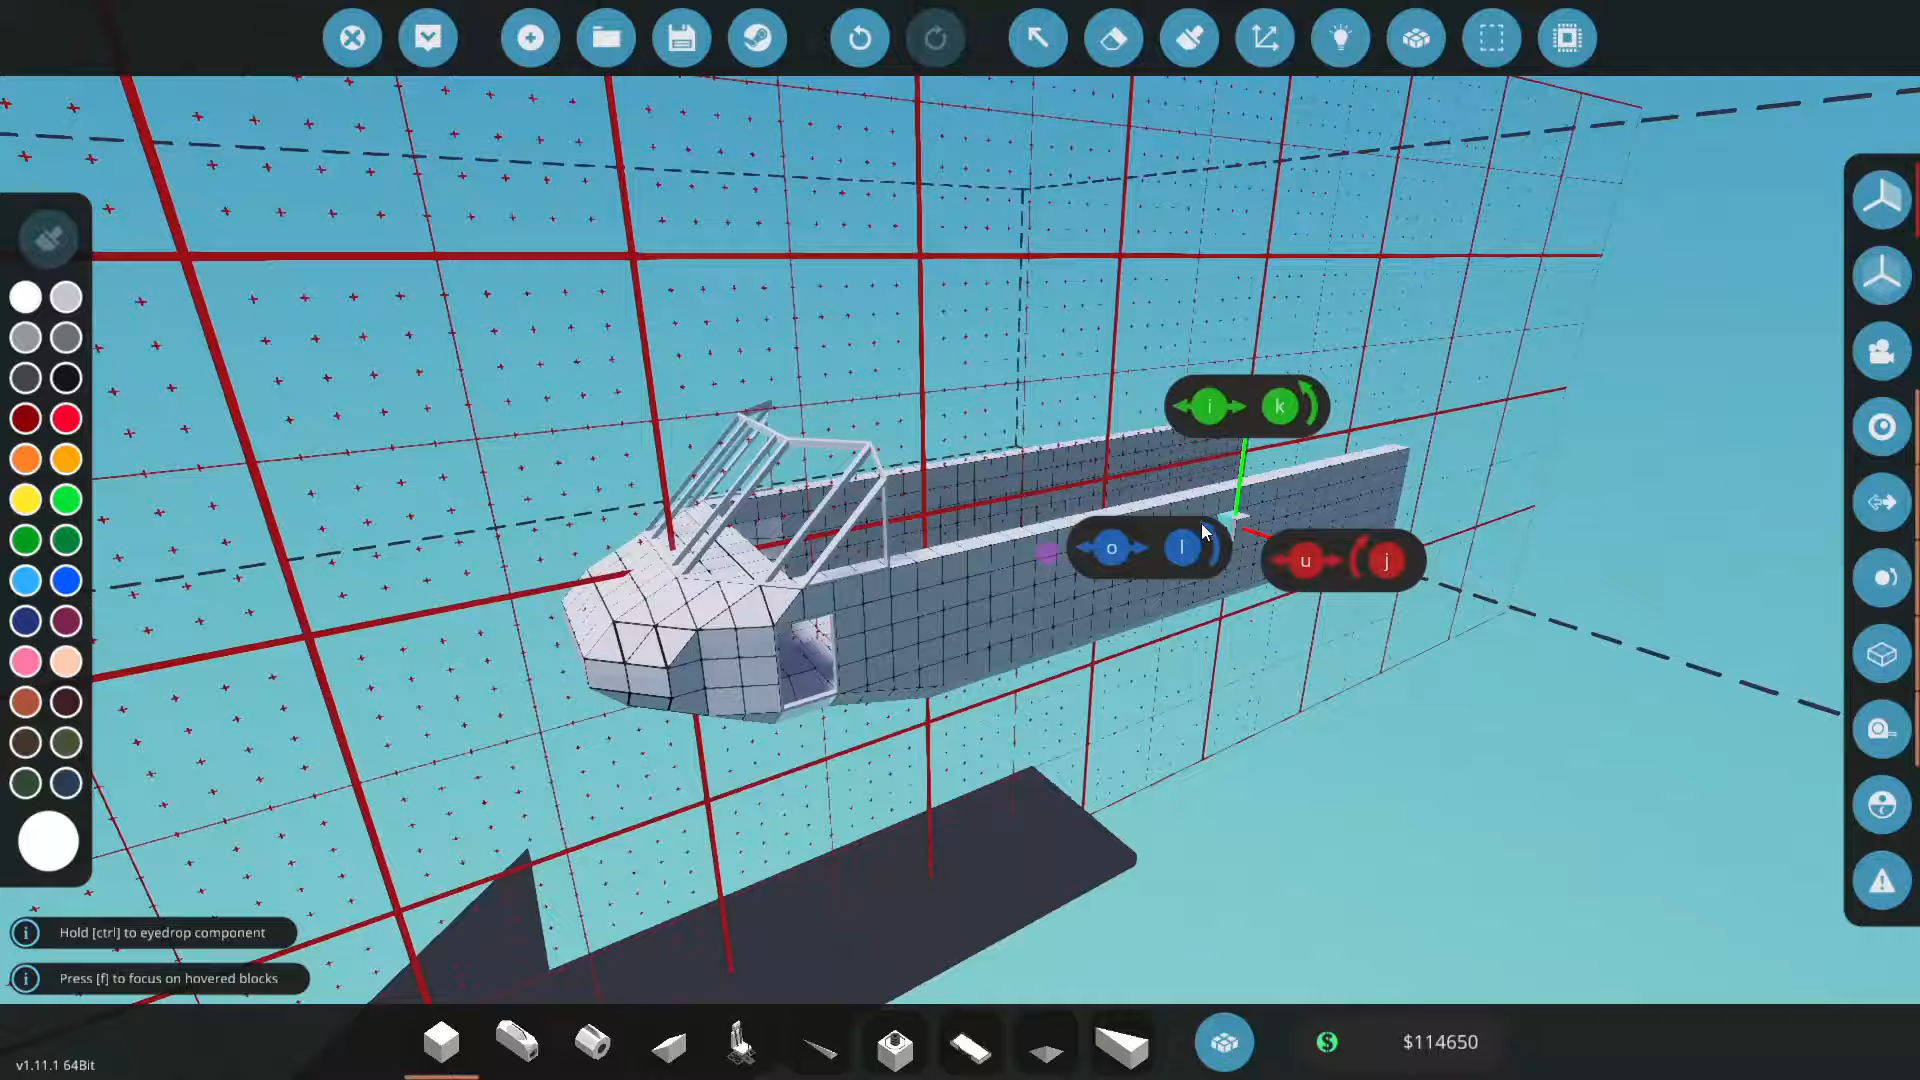 i k
o l
u j
Hold [ctrl] to eyedrop component
Press [f] to focus on hovered blocks
v1.11.1 64Bit
$ $114650